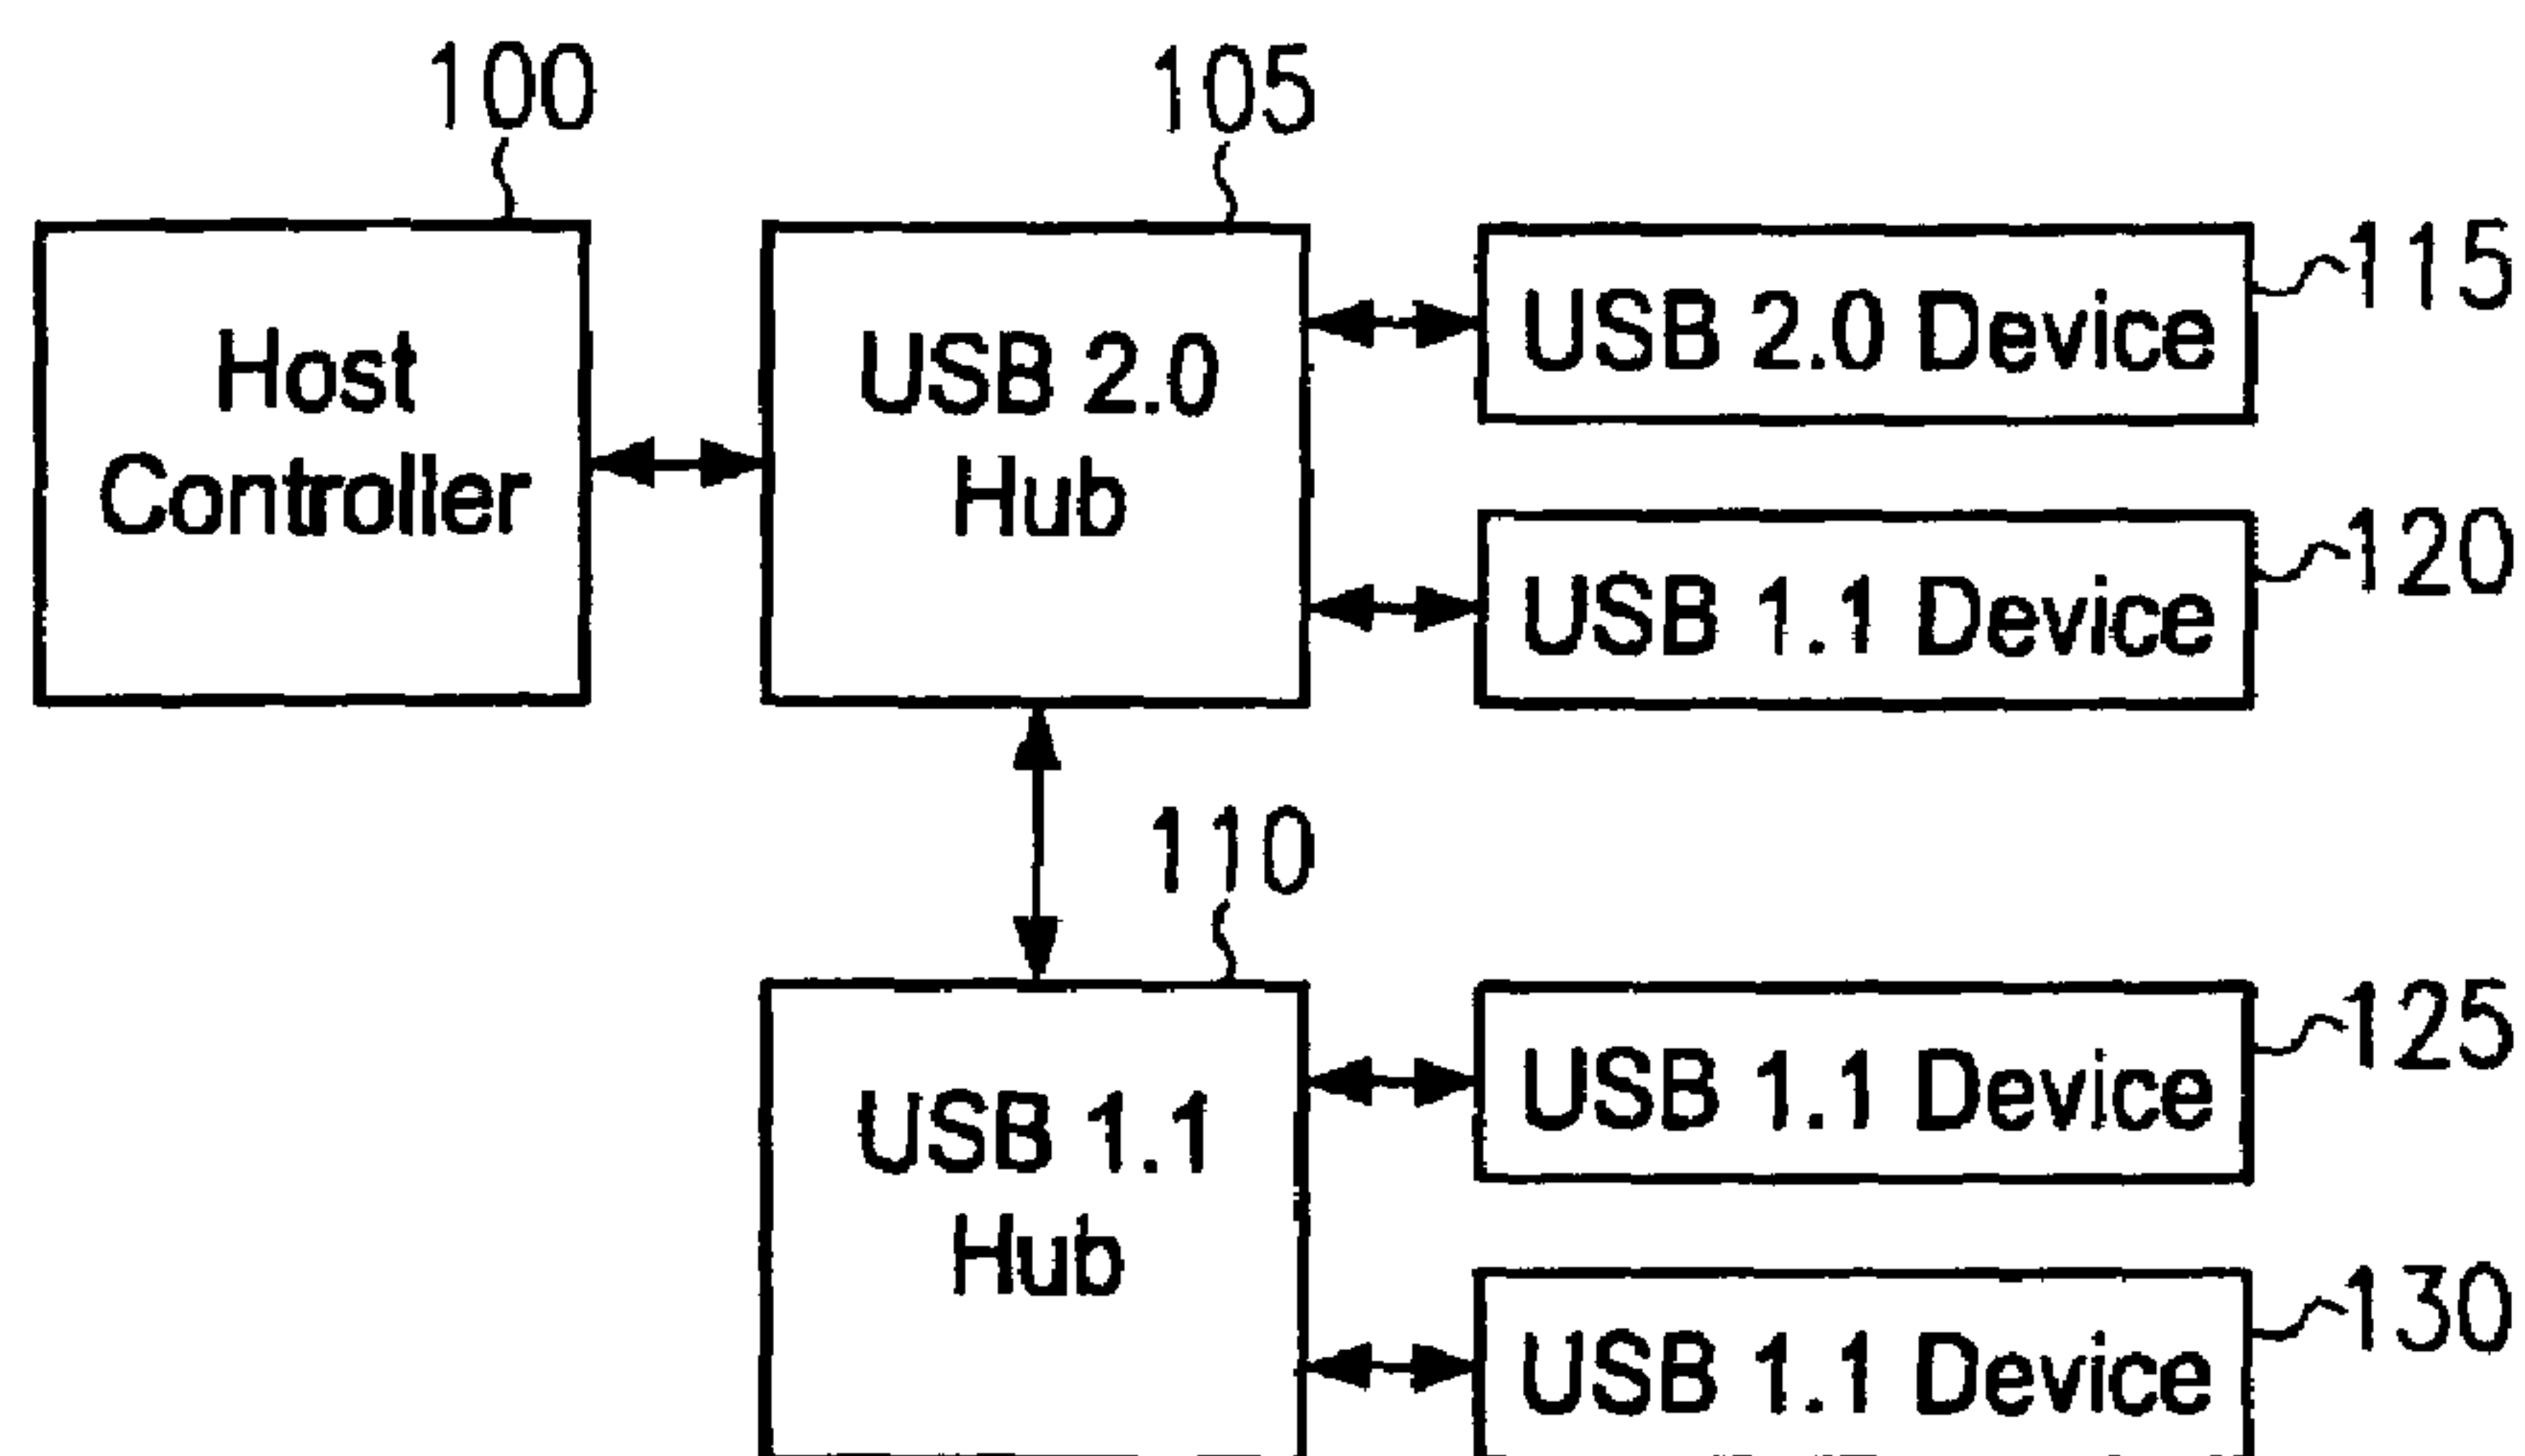 100
105
Host
Controller
USB 2.0
Hub
USB 2.0 Device
115
USB 1.1 Device
120
110
USB 1.1
Hub
USB 1.1 Device
125
USB 1.1 Device
130